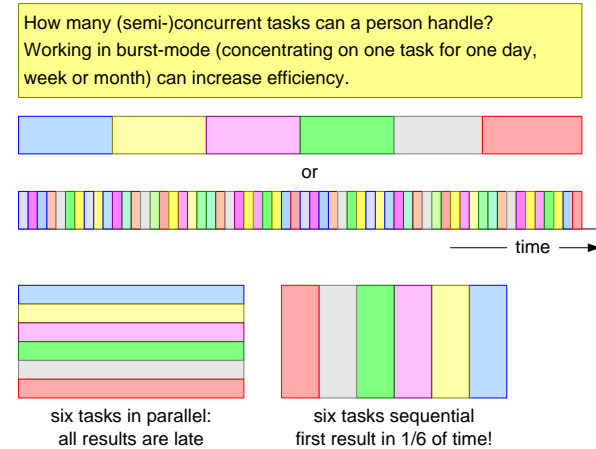 How many (semi-)concurrent tasks can a person handle?
Working in burst-mode (concentrating on one task for one day,
week or month) can increase efficiency.
or
time
six tasks in parallel:
all results are late
six tasks sequential
first result in 1/6 of time!